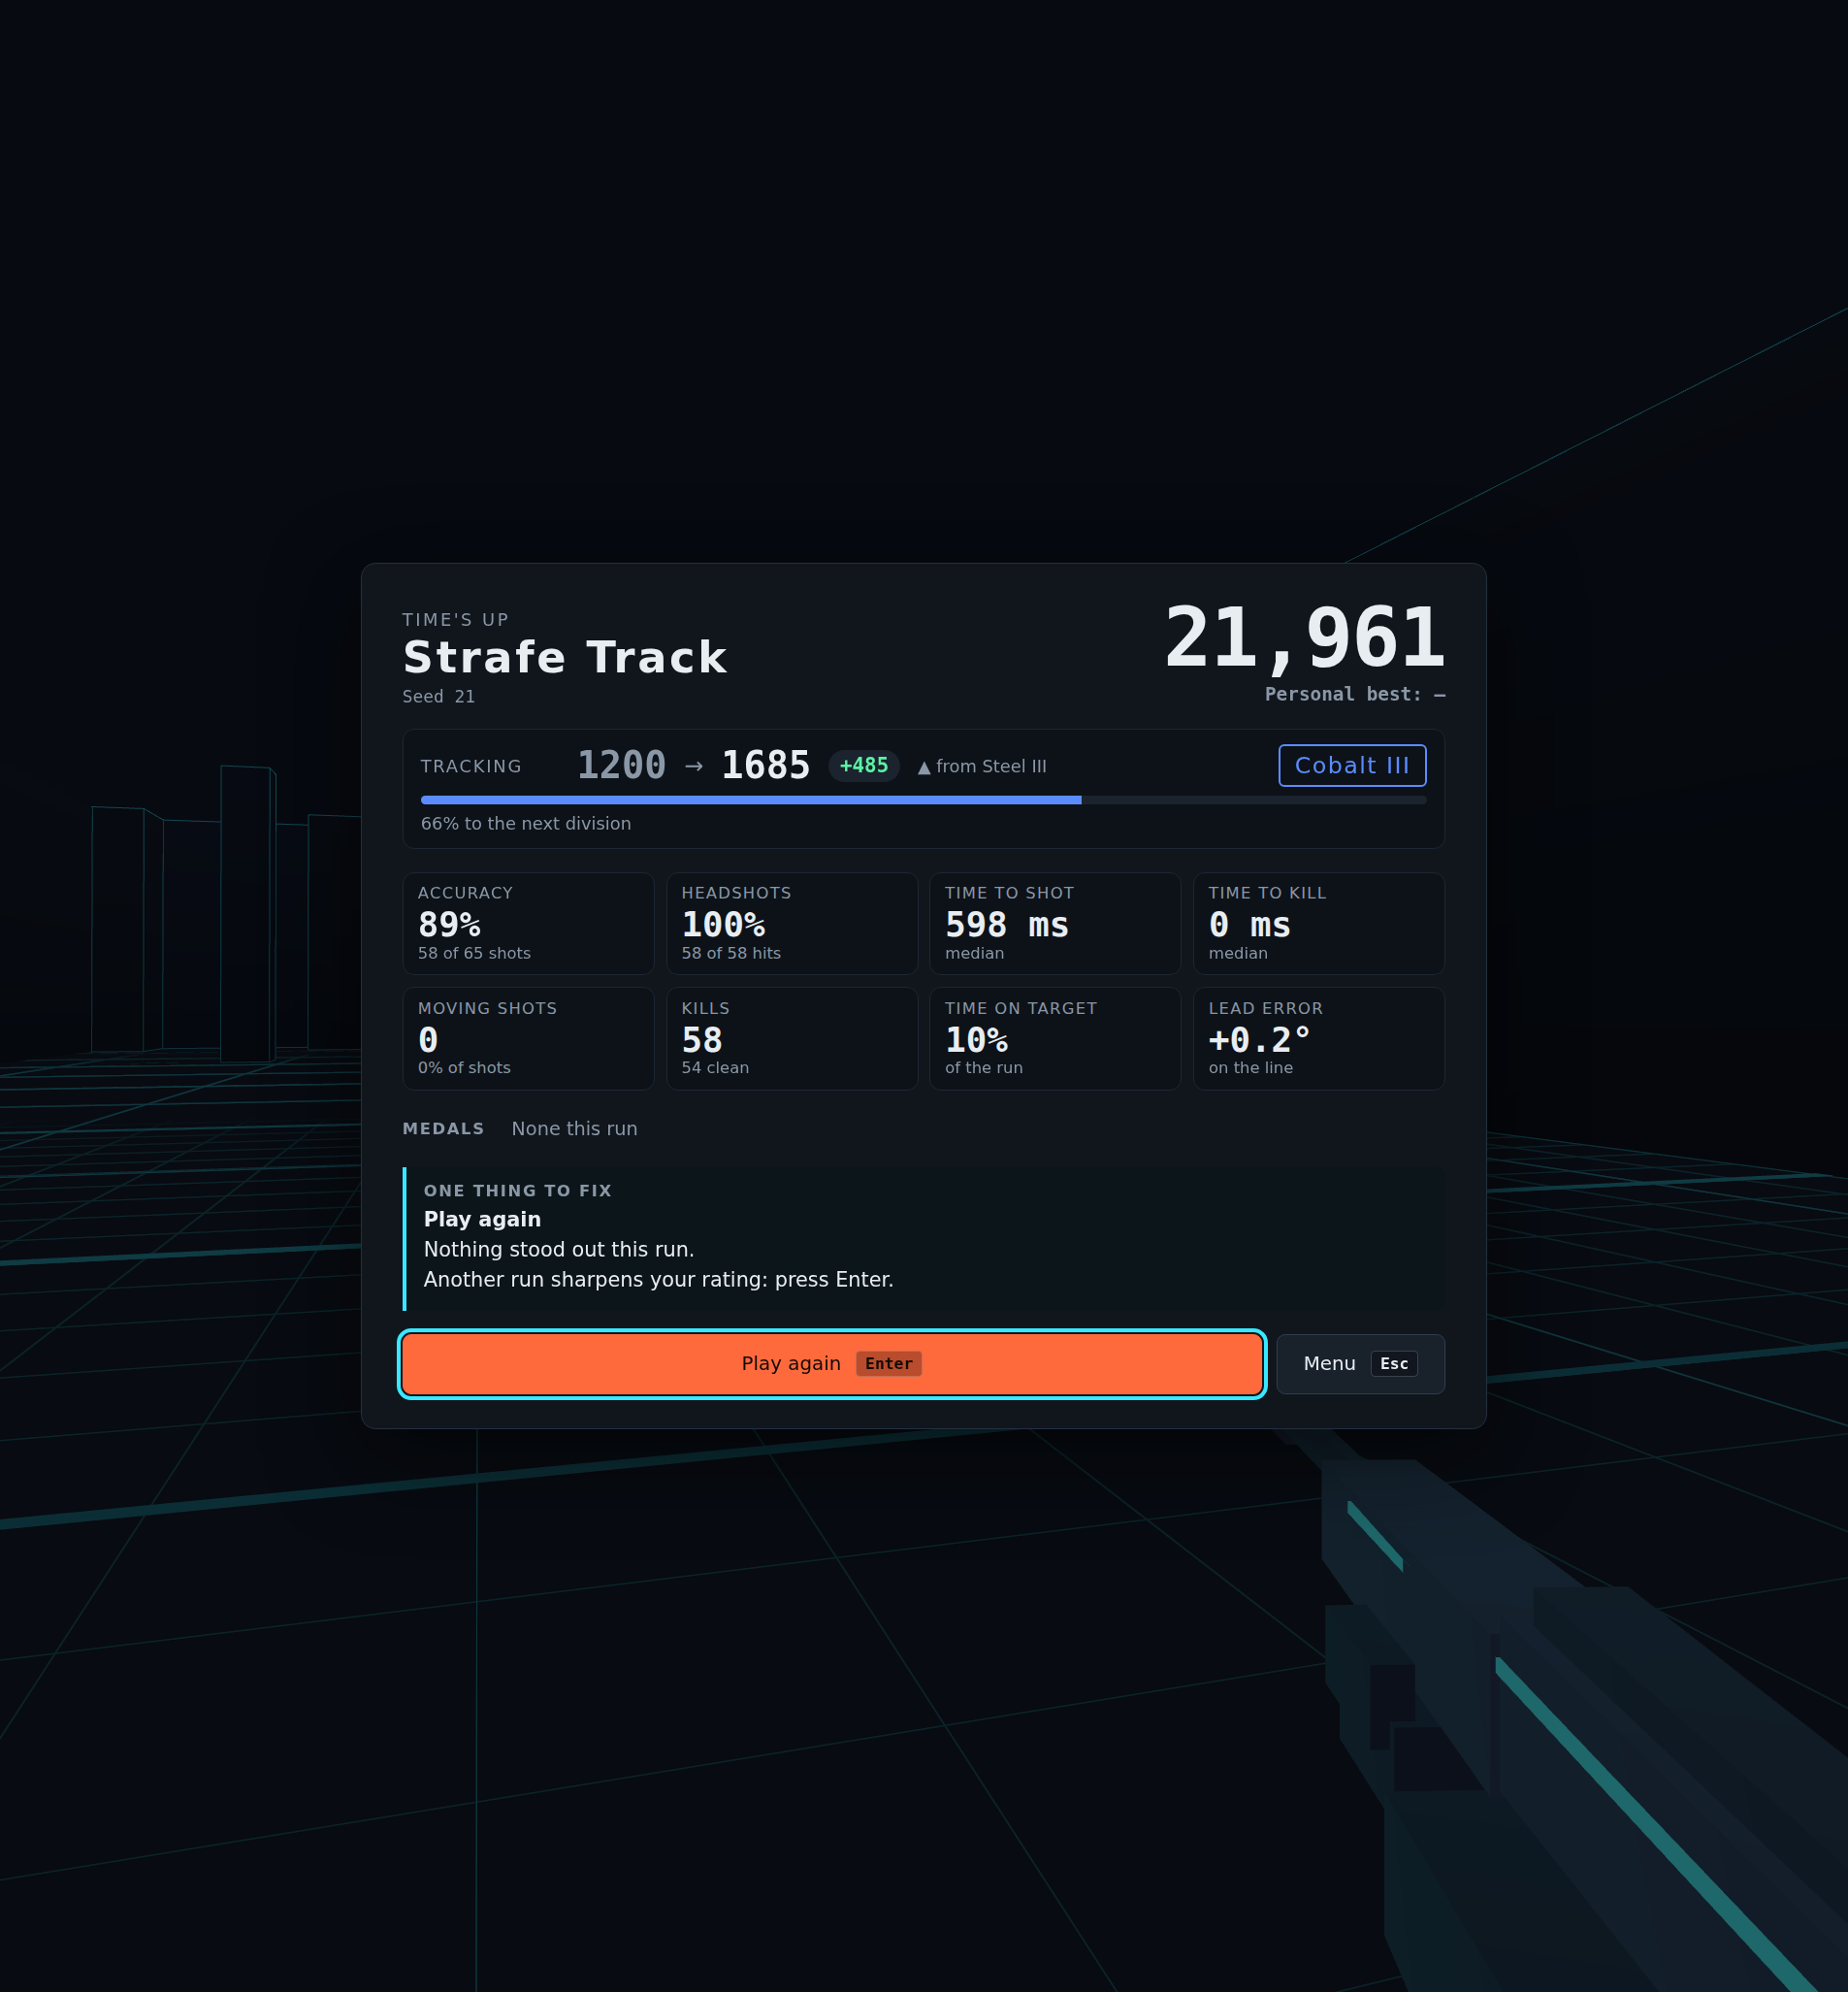 TIME'S UP
Strafe Track
Seed 21
21,961
Personal best: —
TRACKING 1200 → 1685 +485 ▲ from Steel III Cobalt III
66% to the next division
ACCURACY
89%
58 of 65 shots
HEADSHOTS
100%
58 of 58 hits
TIME TO SHOT
598 ms
median
TIME TO KILL
0 ms
median
MOVING SHOTS
0
0% of shots
KILLS
58
54 clean
TIME ON TARGET
10%
of the run
LEAD ERROR
+0.2°
on the line
MEDALS None this run
ONE THING TO FIX
Play again
Nothing stood out this run.
Another run sharpens your rating: press Enter.
Play again Enter
Menu Esc